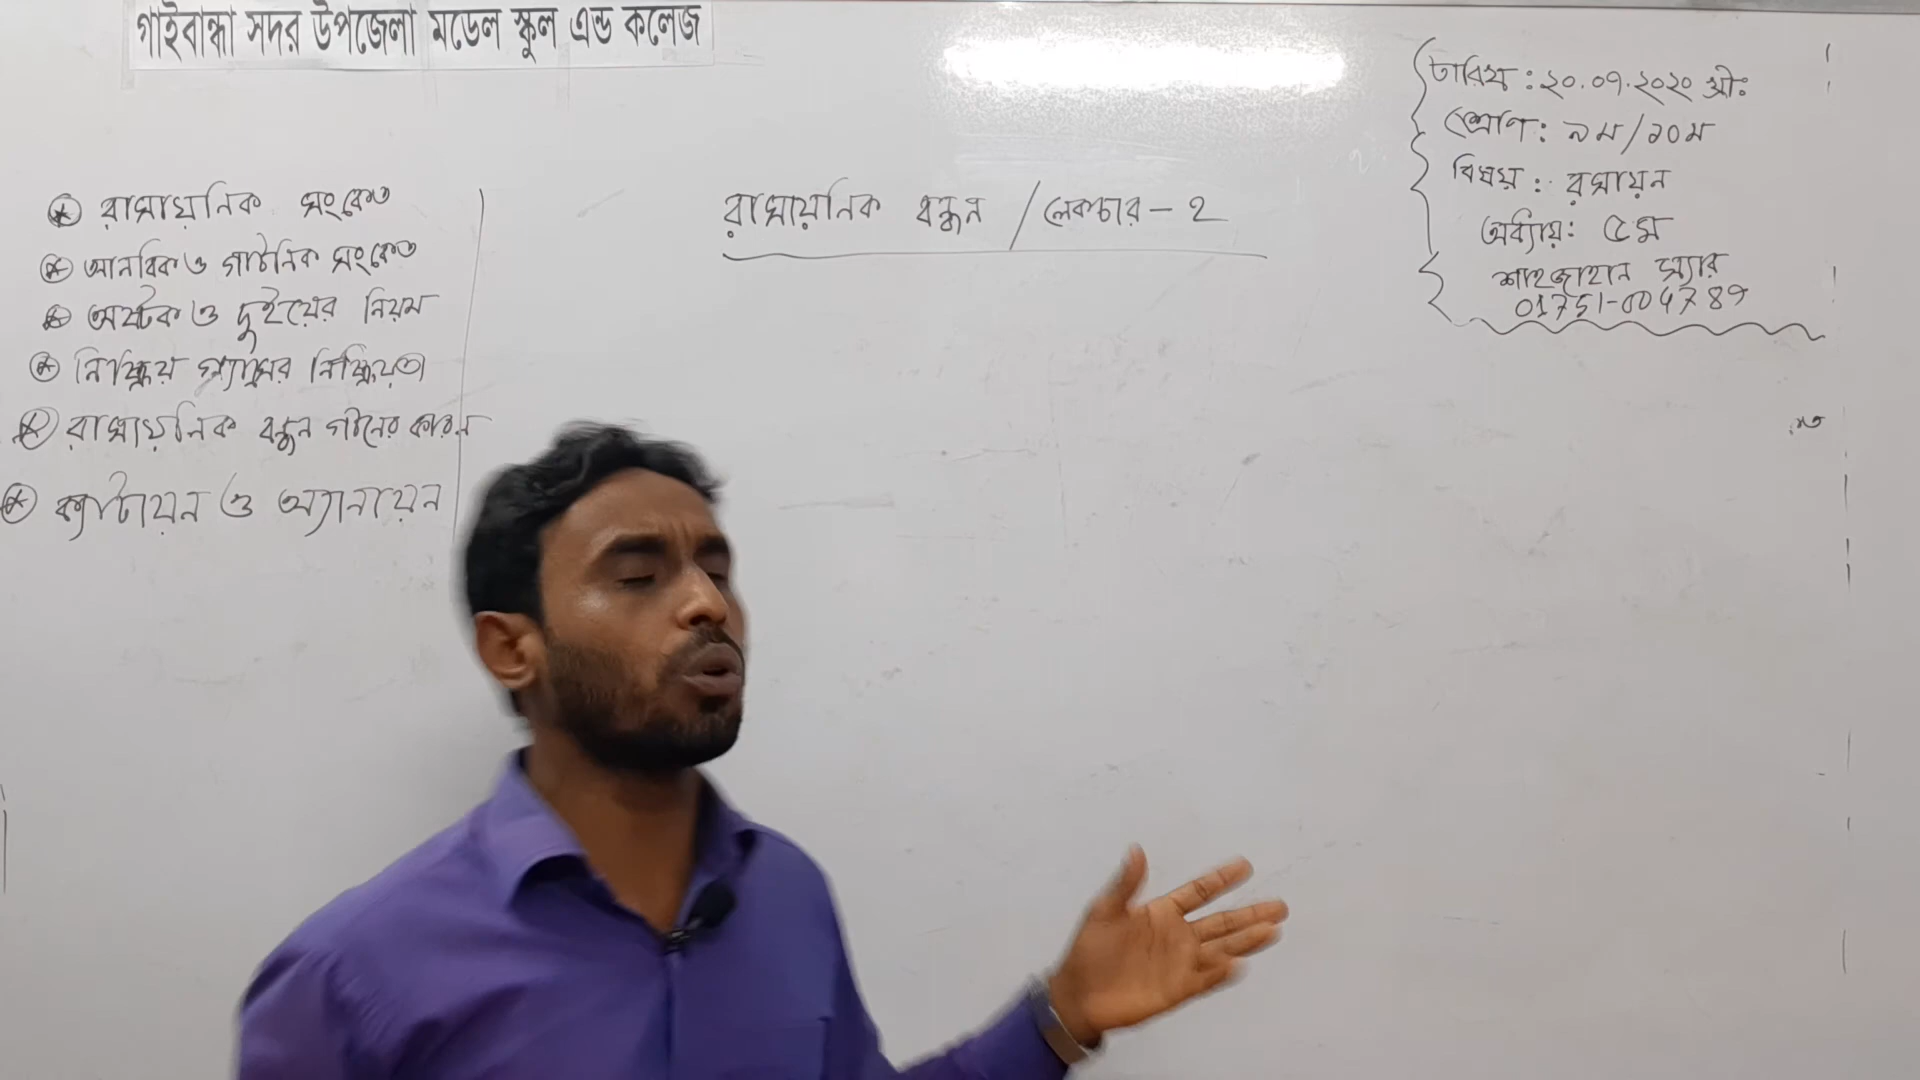 গাইবান্ধা সদর উপজেলা মডেল স্কুল এন্ড কলেজ
তারিখ : ২০.০৭.২০২০ খ্রীঃ
শ্রেণি : ৯ম/১০ম
বিষয় : রসায়ন
অধ্যায়: ৫ম
শাহজাহান স্যার
রাসায়নিক বন্ধন / লেকচার - ২
রাসায়নিক সংকেত
আনবিক ও গাঠনিক সংকেত
অষ্টক ও দুইয়ের নিয়ম
নিষ্ক্রিয় গ্যাসের নিষ্ক্রিয়তা
রাসায়নিক বন্ধন গঠনের কারন
ক্যাটায়ন ও অ্যানায়ন